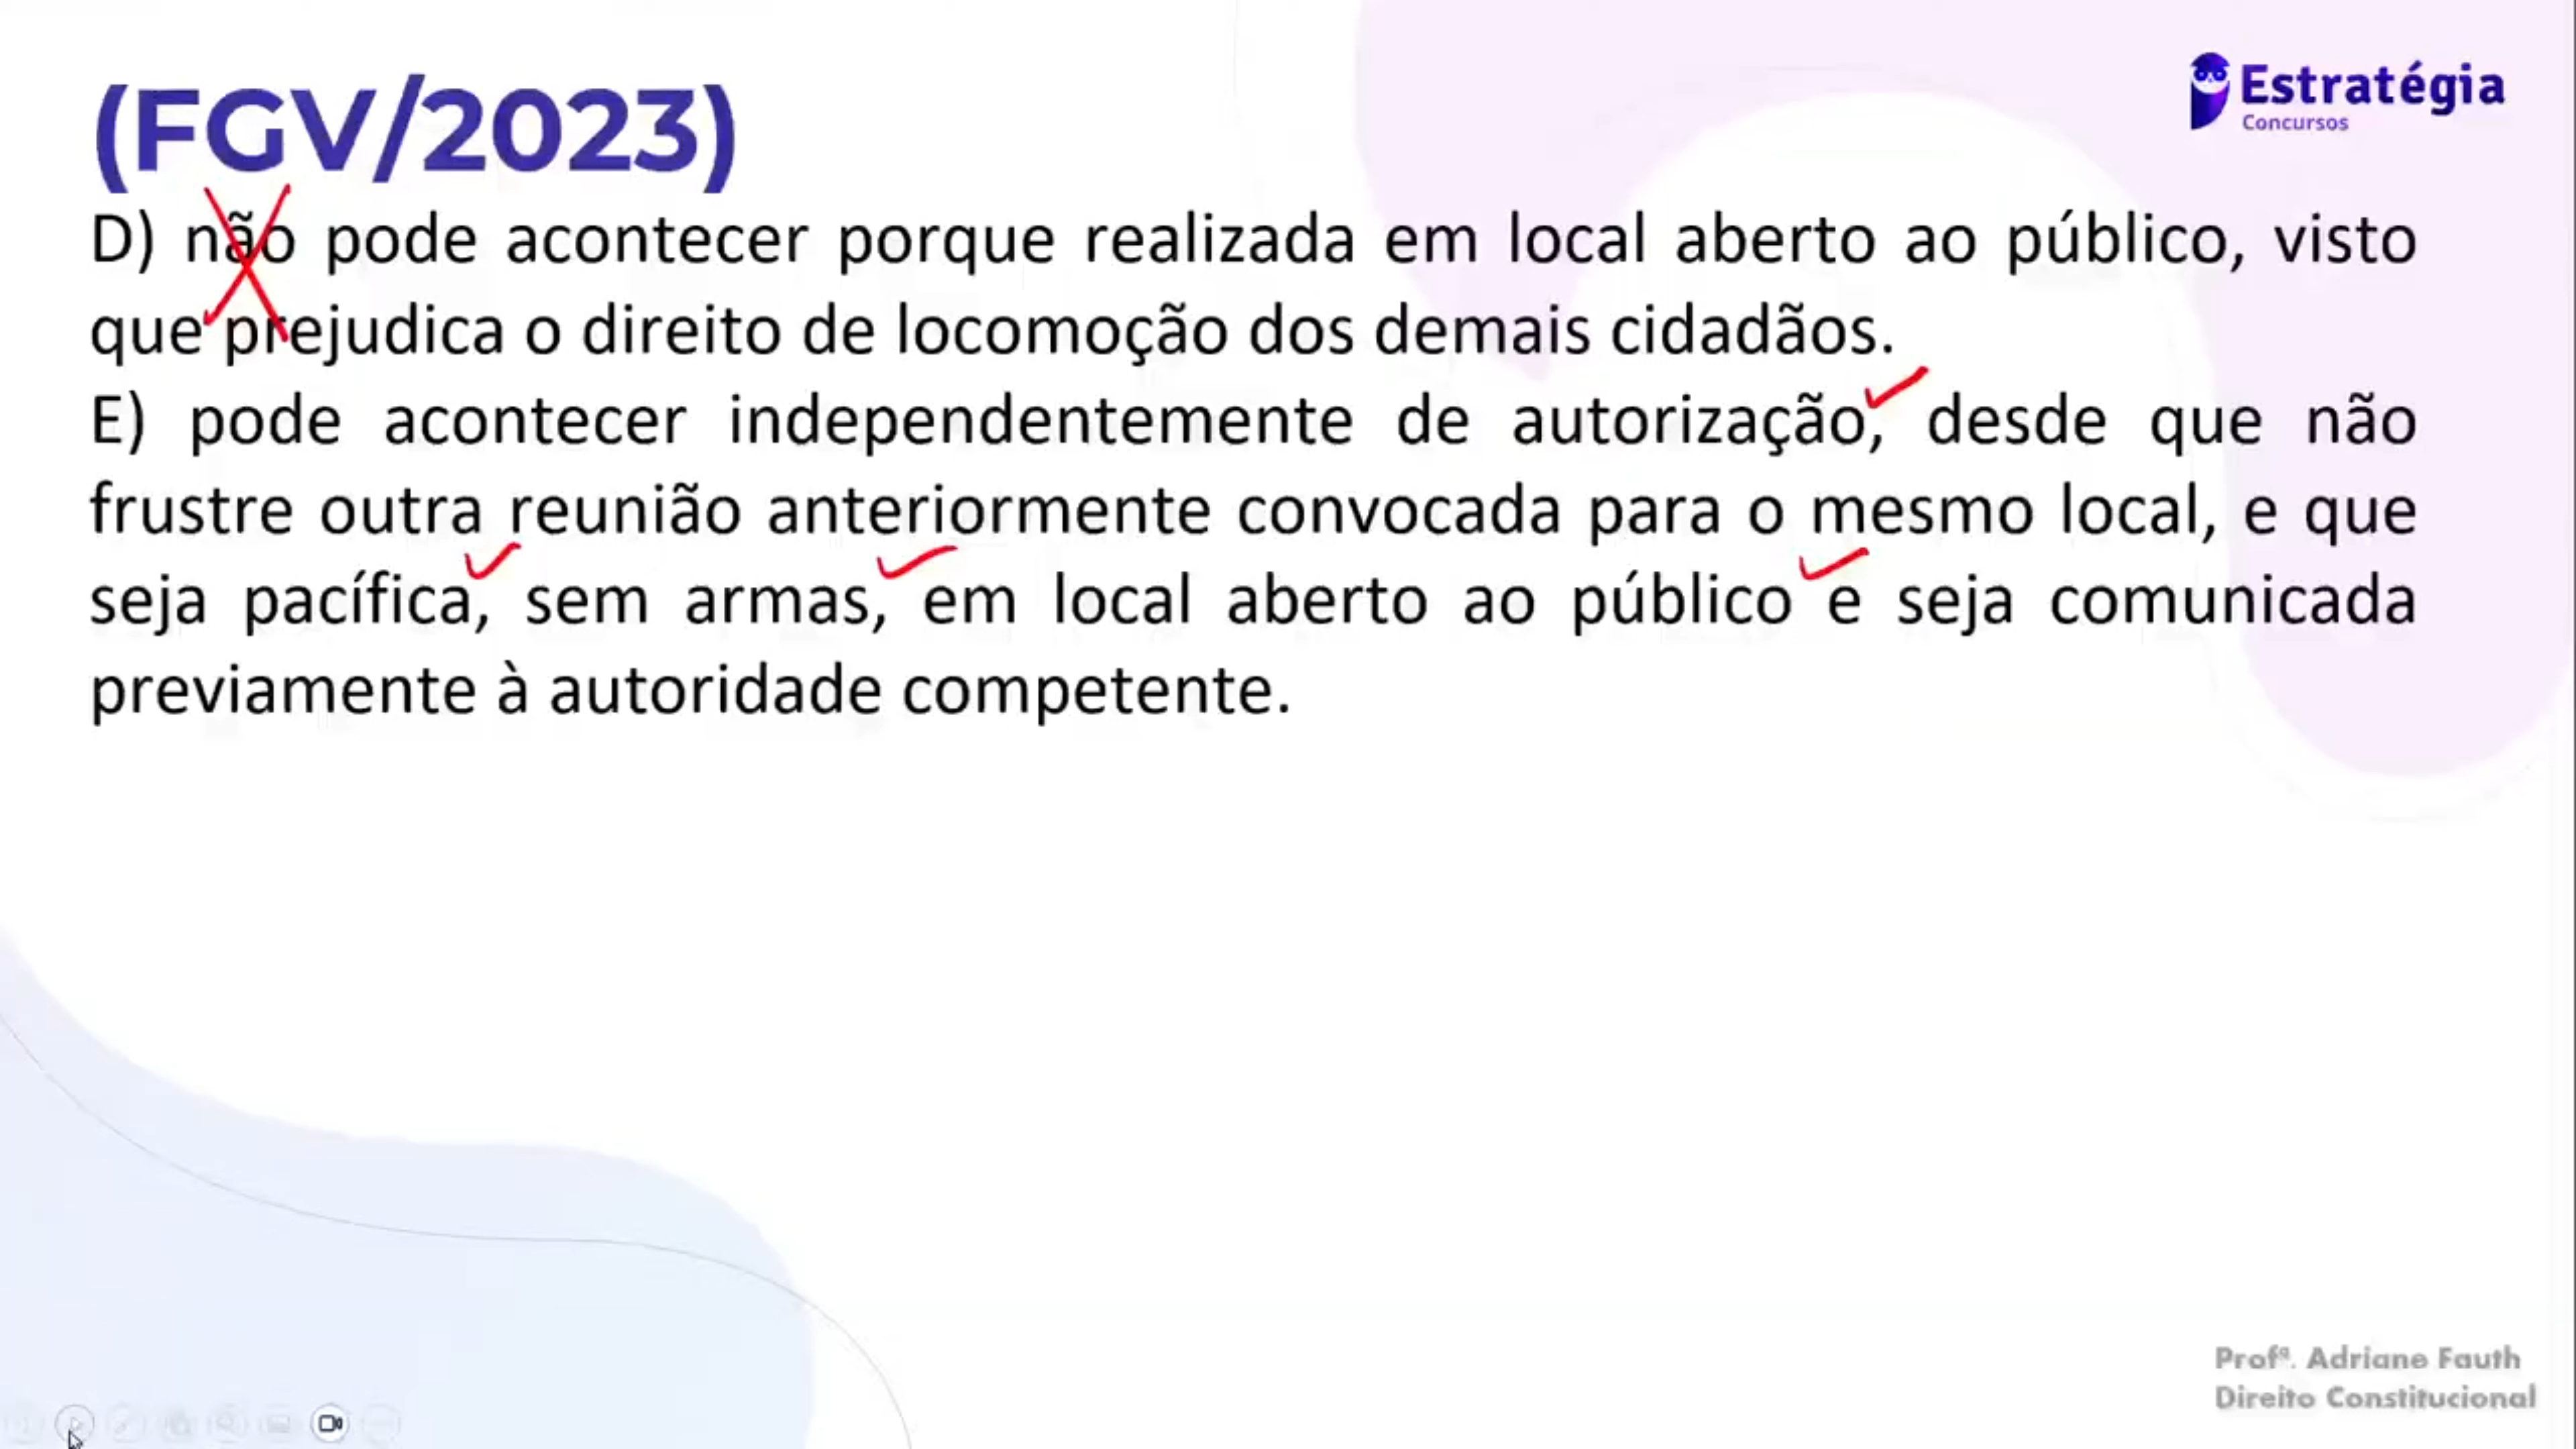 (FGV/2023)
Estratégia
Concursos
D) não pode acontecer porque realizada em local aberto ao público, visto
que prejudica o direito de locomoção dos demais cidadãos.
E) pode acontecer independentemente de autorização, desde que não
frustre outra reunião anteriormente convocada para o mesmo local, e que
seja pacífica, sem armas, em local aberto ao público e seja comunicada
previamente à autoridade competente.
Profª. Adriane Fauth
Direito Constitucional